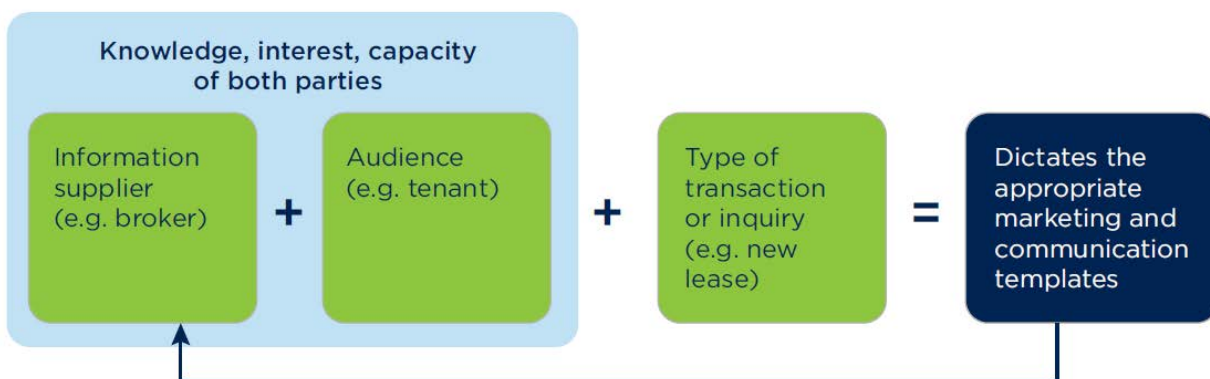 Knowledge, interest, capacity
of both parties
Information
supplier
(e.g. broker)
+
Audience
(e.g. tenant)
+
Type of
transaction
or inquiry
(e.g. new
lease)
=
Dictates the
appropriate
marketing and
communication
templates